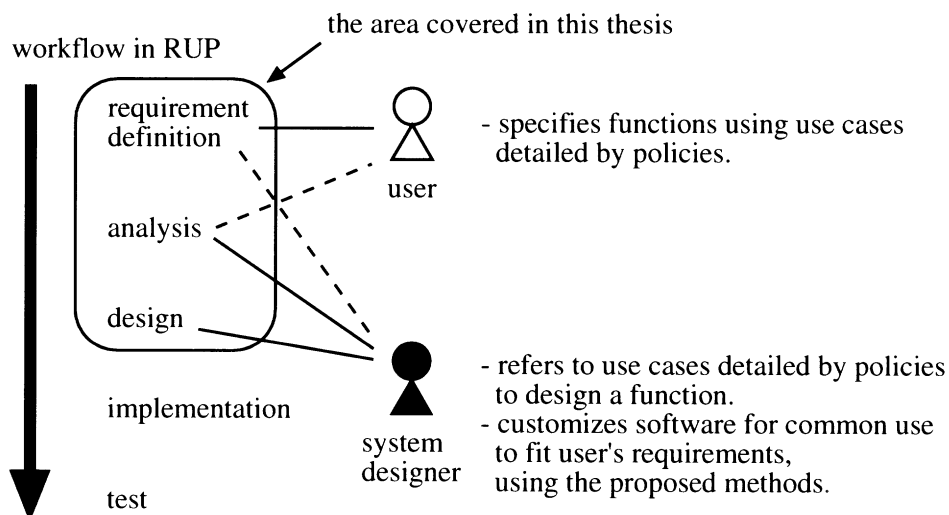 the area covered in this thesis
workflow in RUP
requirement
definition
- specifies functions using use cases
detailed by policies.
user
analysis
design
- refers to use cases detailed by policies
to design a function.
implementation
- customizes software for common use
to fit user's requirements,
using the proposed methods.
system
designer
test